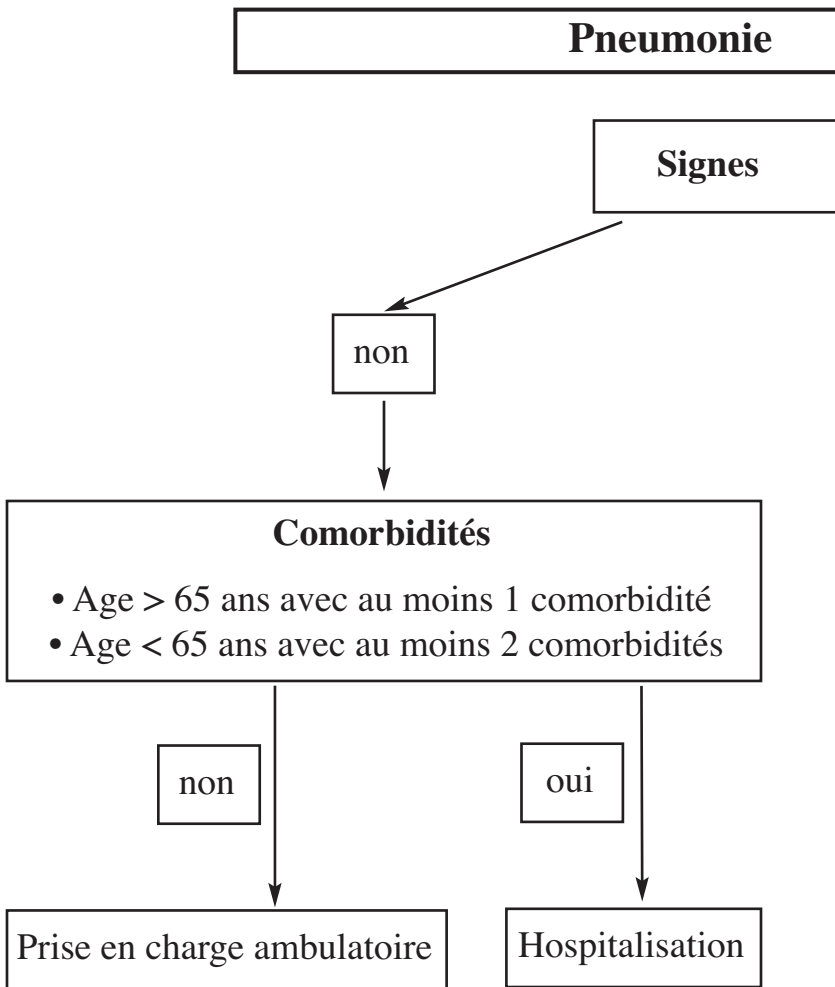 Pneumonie
Signes
non
Comorbidités
• Age > 65 ans avec au moins 1 comorbidité
• Age < 65 ans avec au moins 2 comorbidités
non
oui
Prise en charge ambulatoire
Hospitalisation